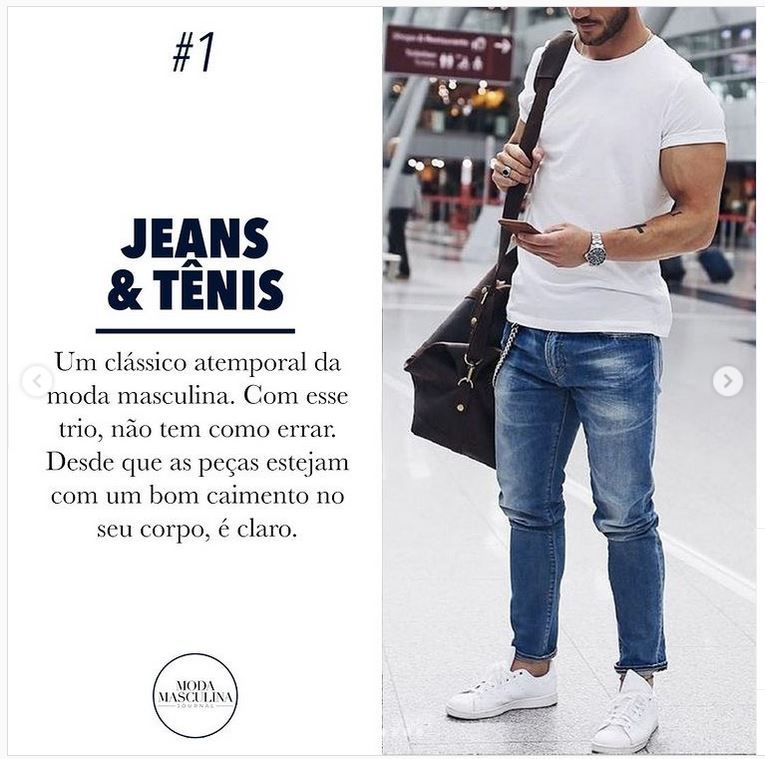 #1
JEANS
& TÊNIS
Um clássico atemporal da
moda masculina. Com esse
trio, não tem como errar.
Desde que as peças estejam
com um bom caimento no
seu corpo, é claro.
MODA
MASCULINA
JOURNAL